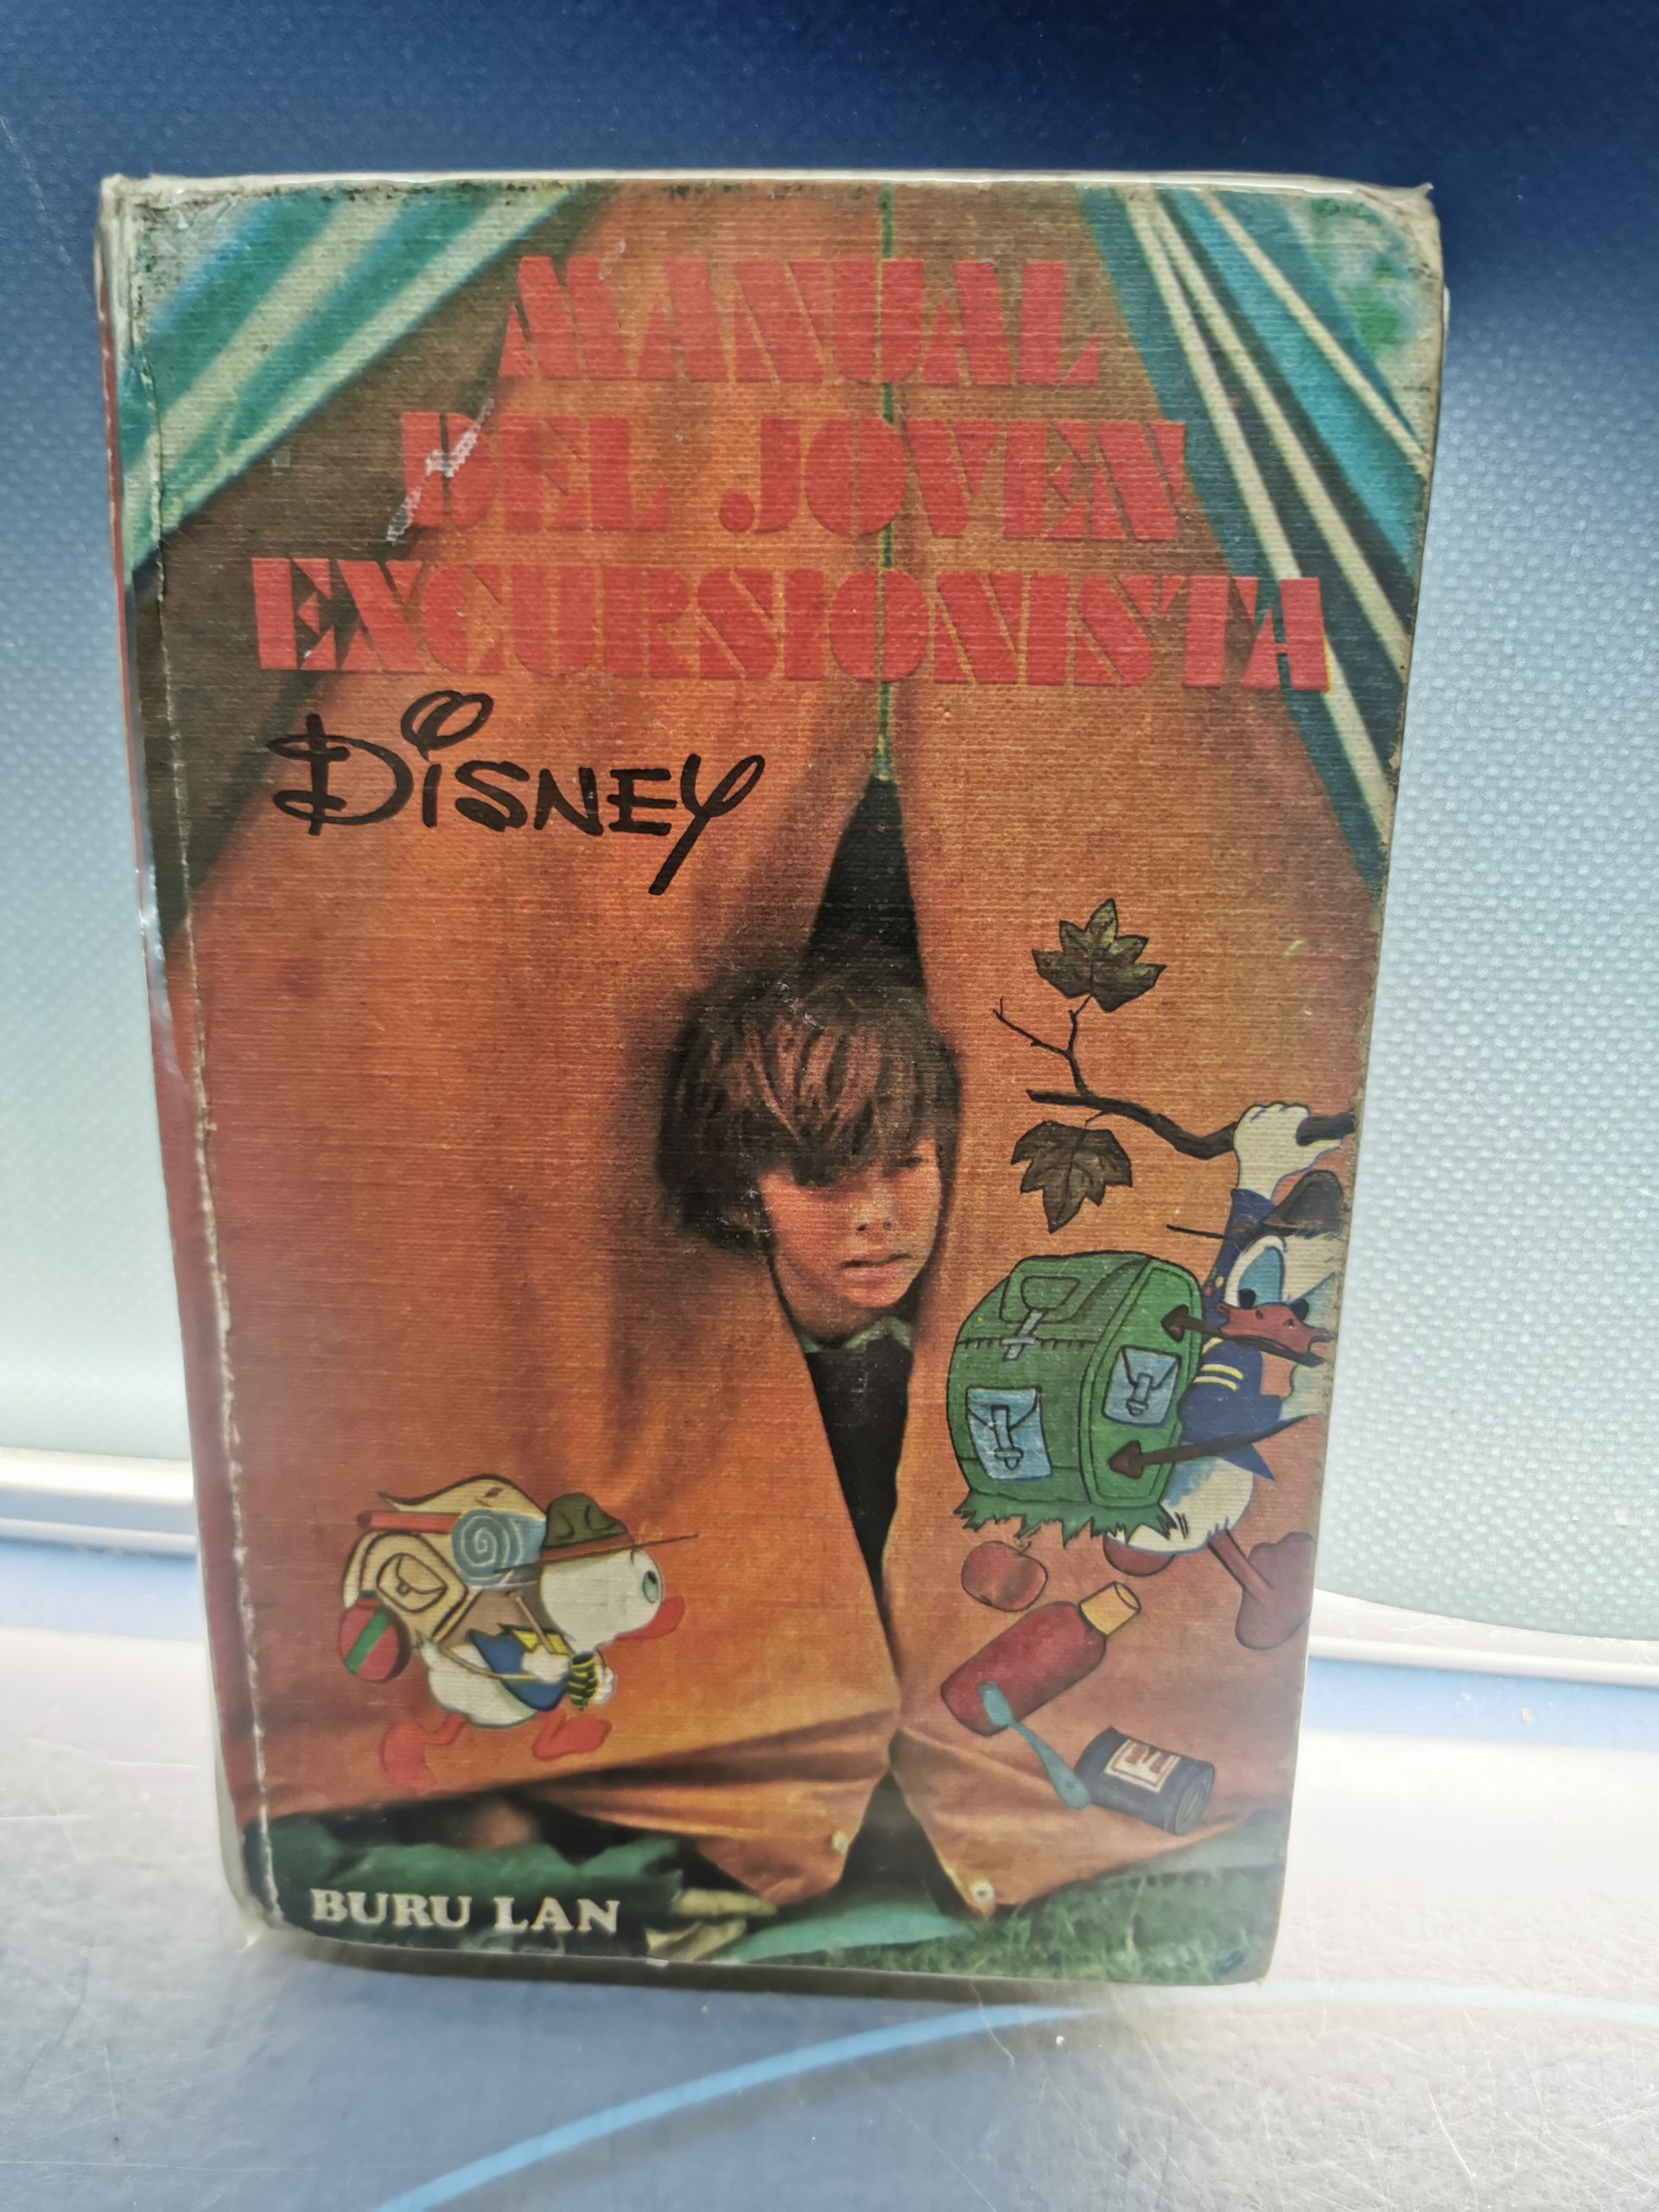 MANUAL
DEL JOVEN
EXCURSIONISTA
DISNEY
BURU LAN